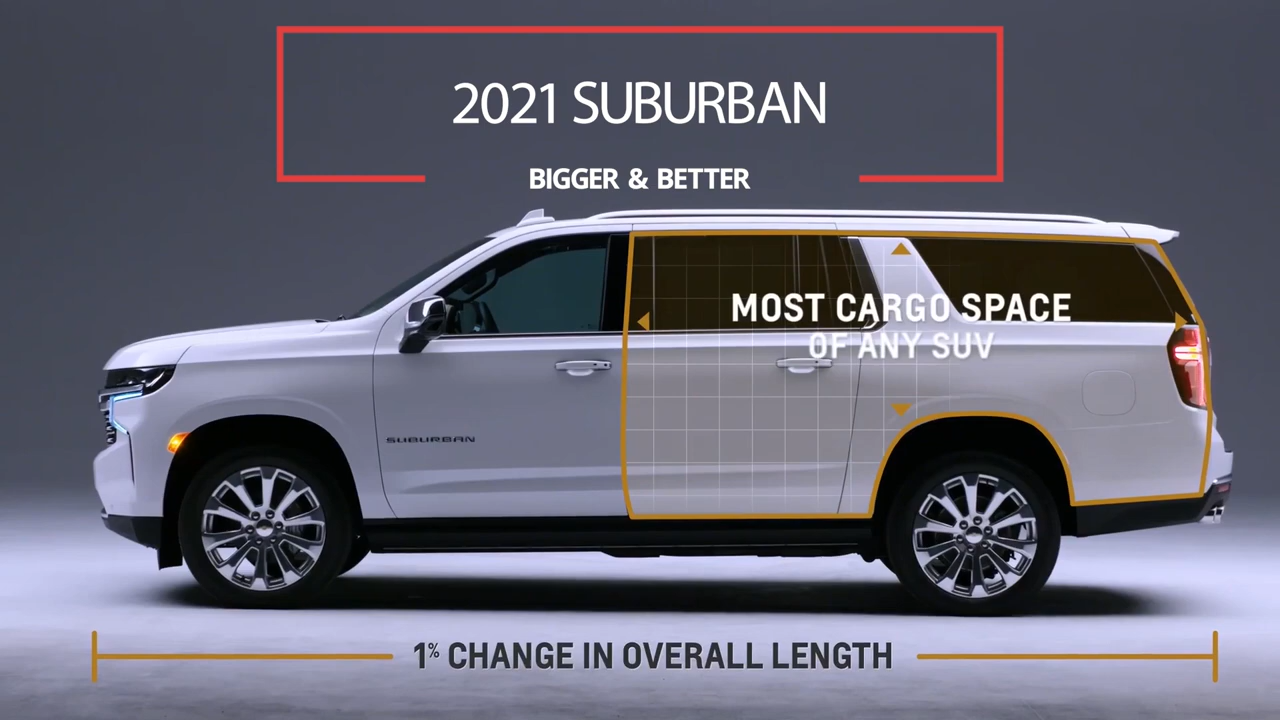 2021 SUBURBAN
BIGGER & BETTER
MOST CARGO SPACE
OF ANY SUV
SUBURBAN
1% CHANGE IN OVERALL LENGTH